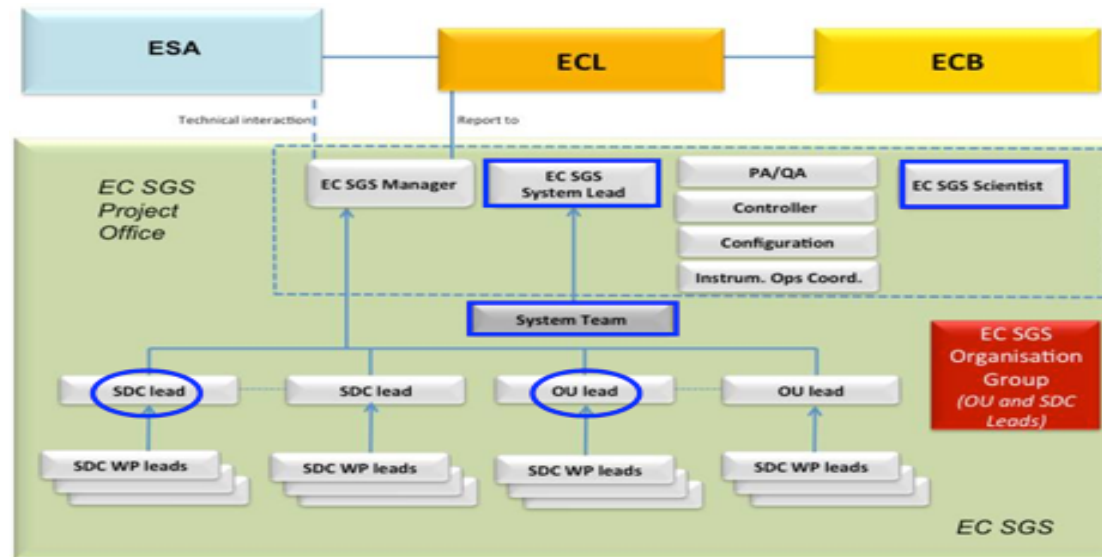 ESA
ECL
ECB
Technical interaction
Report to
EC SGS
Project
Office
EC SGS Manager
EC SGS
System Lead
PA/QA
Controller
Configuration
Instrum. Ops Coord.
EC SGS Scientist
System Team
EC SGS
Organisation
Group
(OU and SDC
Leads)
SDC lead
SDC lead
OU lead
OU lead
SDC WP leads
SDC WP leads
SDC WP leads
SDC WP leads
EC SGS